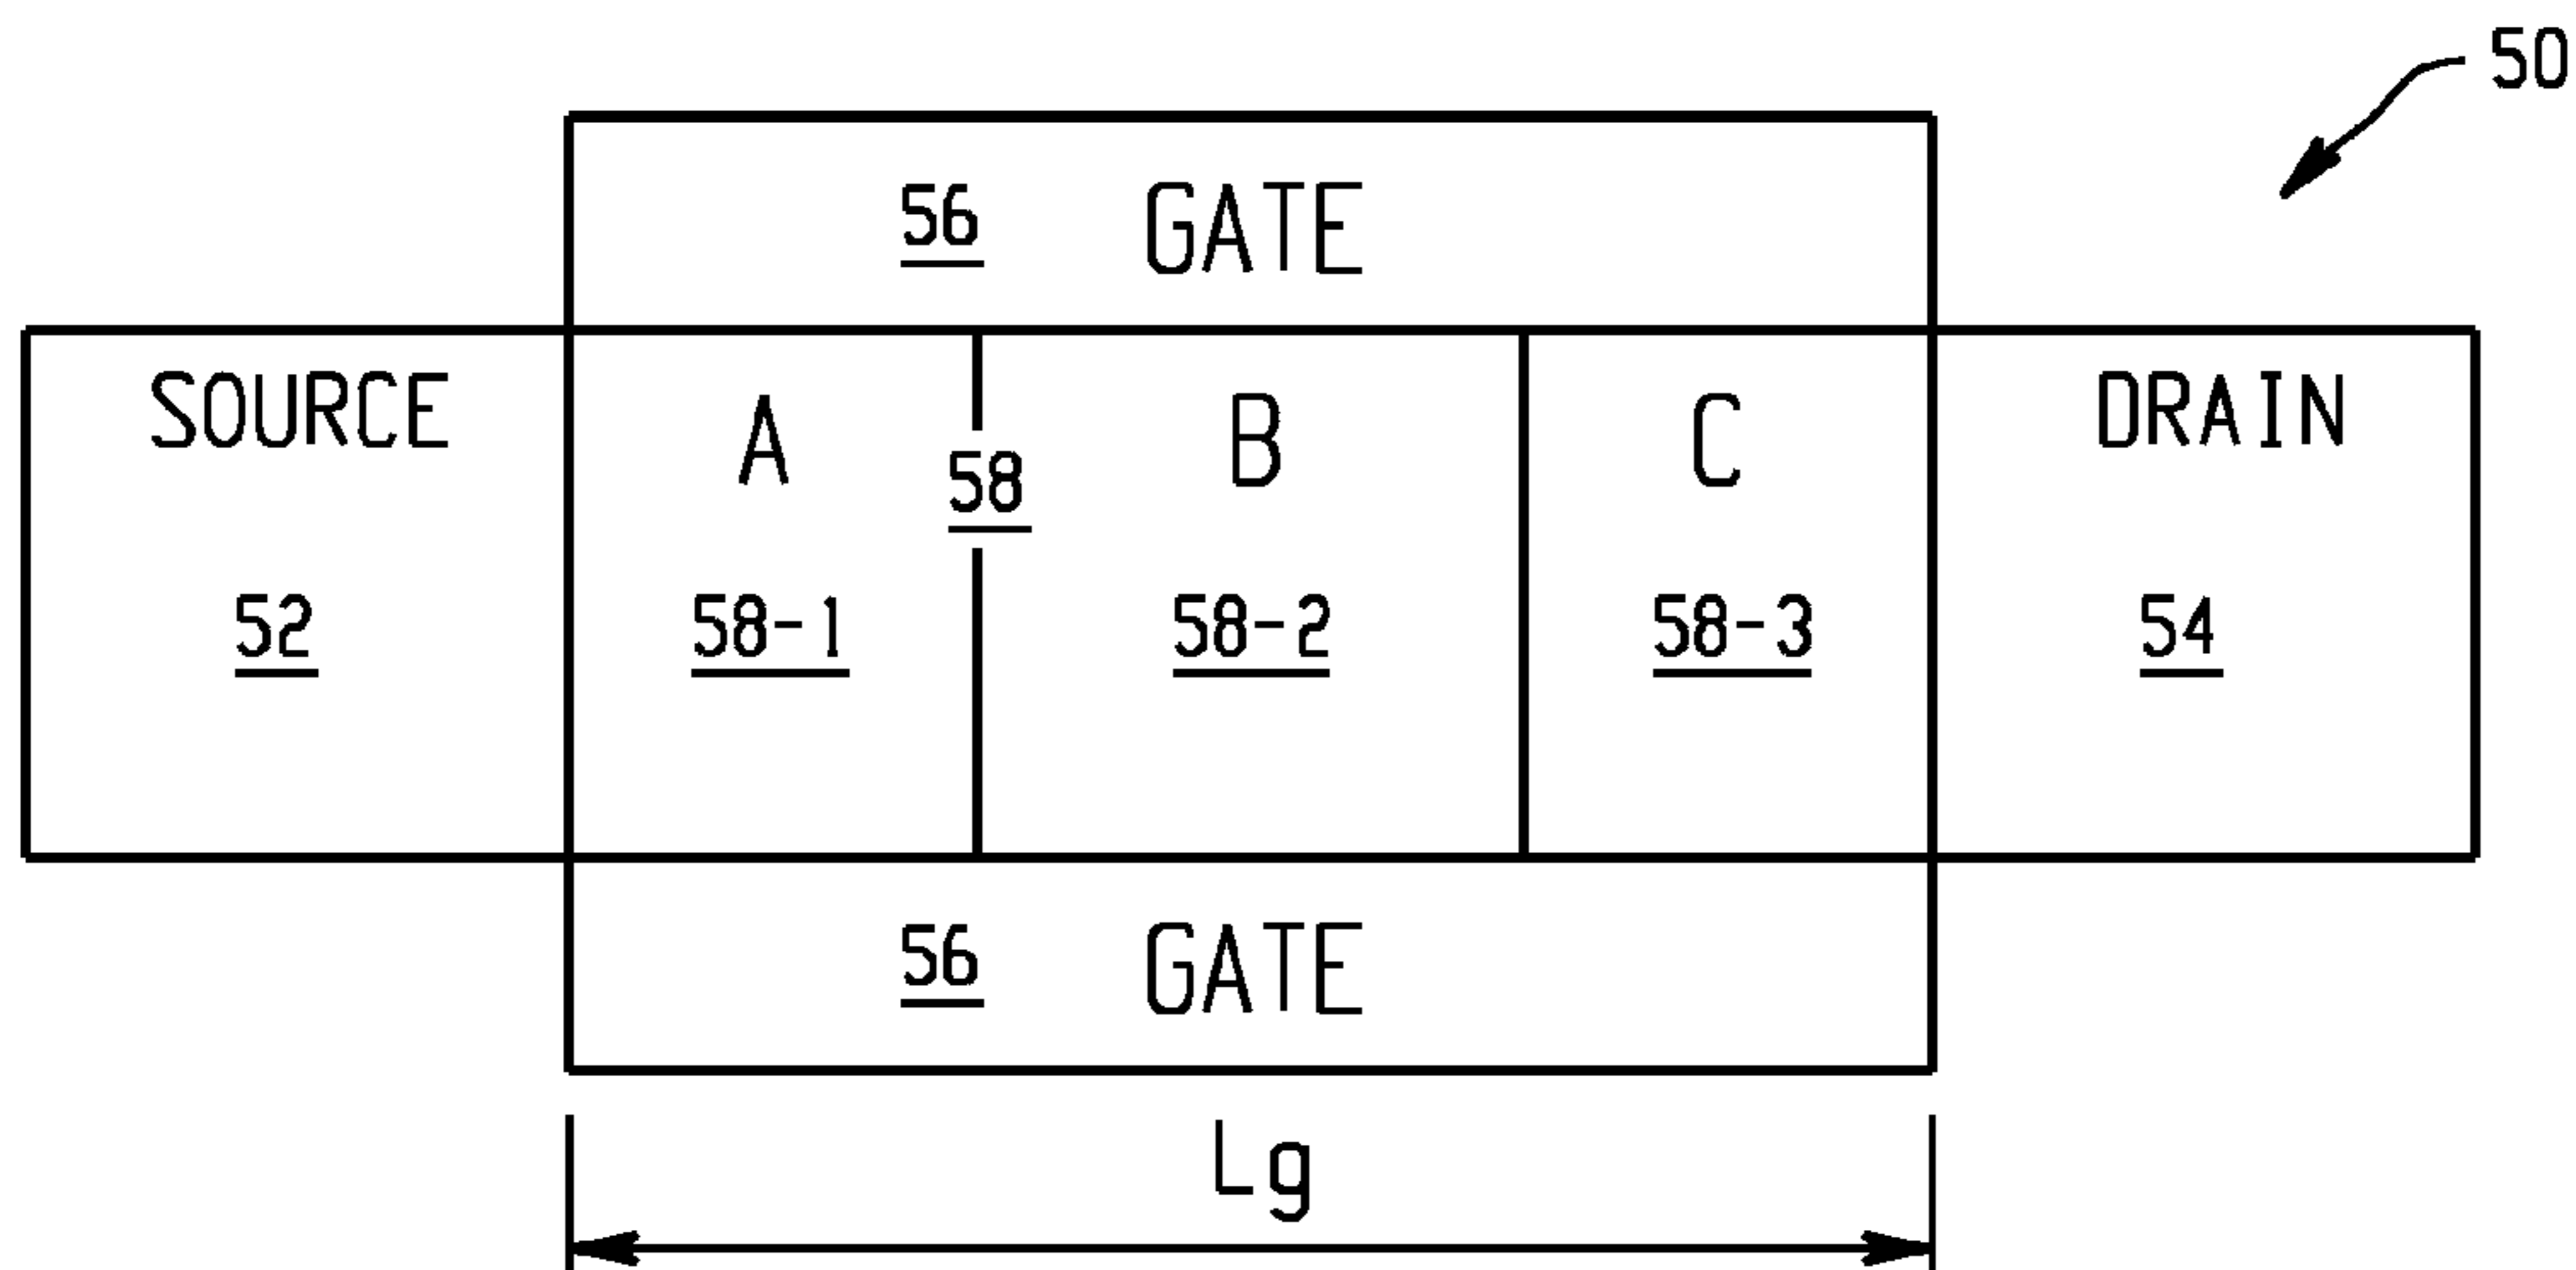 50
56 GATE
SOURCE A B C DRAIN
58
52 58-1 58-2 58-3 54
56 GATE
Lg